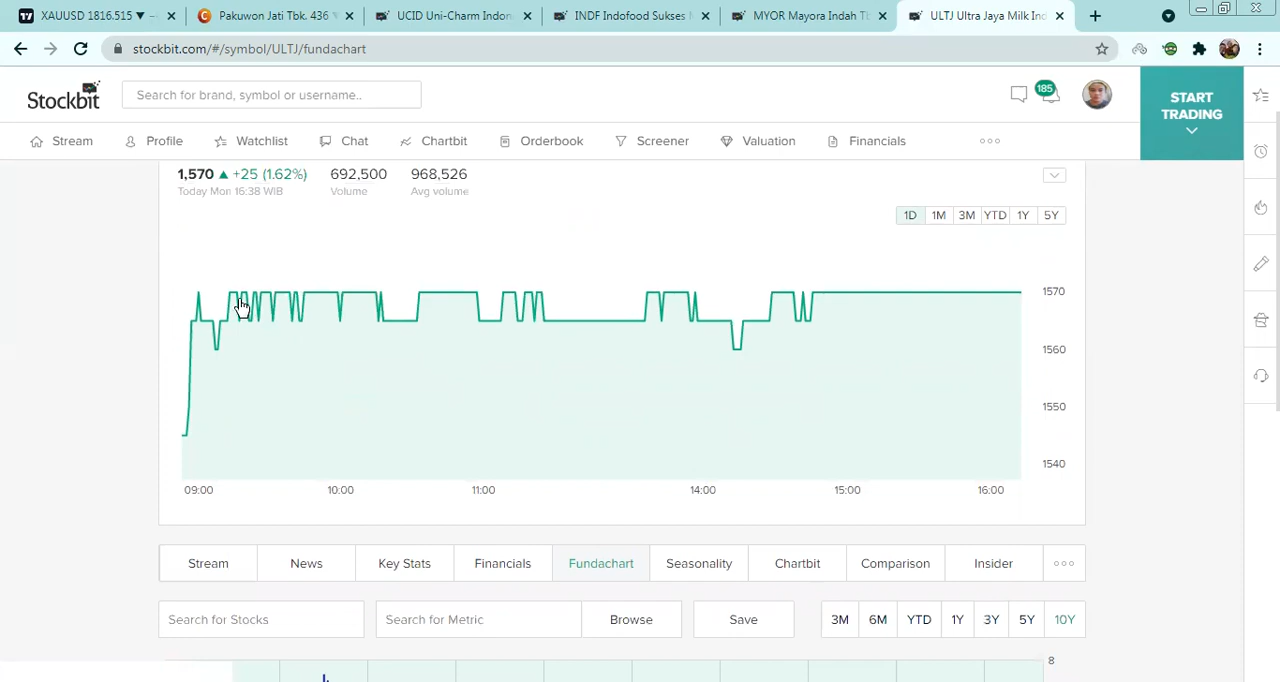 XAUUSD 1816.515 ▼ −
Pakuwon Jati Tbk. 436
UCID Uni-Charm Indon
INDF Indofood Sukses M
MYOR Mayora Indah Tb
ULTJ Ultra Jaya Milk Ind
stockbit.com/#/symbol/ULTJ/fundachart
Stockbit
Search for brand, symbol or username..
185
START
TRADING
Stream
Profile
Watchlist
Chat
Chartbit
Orderbook
Screener
Valuation
Financials
1,570 ▲ +25 (1.62%)
692,500
968,526
Today Mon 16:38 WIB
Volume
Avg volume
1D
1M
3M
YTD
1Y
5Y
1570
1560
1550
1540
09:00
10:00
11:00
14:00
15:00
16:00
Stream
News
Key Stats
Financials
Fundachart
Seasonality
Chartbit
Comparison
Insider
Search for Stocks
Search for Metric
Browse
Save
3M
6M
YTD
1Y
3Y
5Y
10Y
8